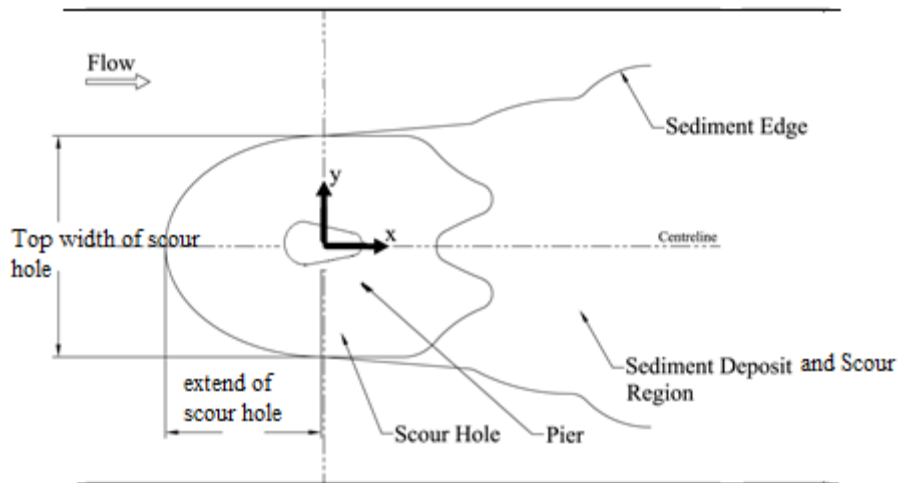 Flow
Sediment Edge
y
x
Centreline
Top width of scour
hole
Sediment Deposit and Scour
Region
extend of
scour hole
Scour Hole
Pier